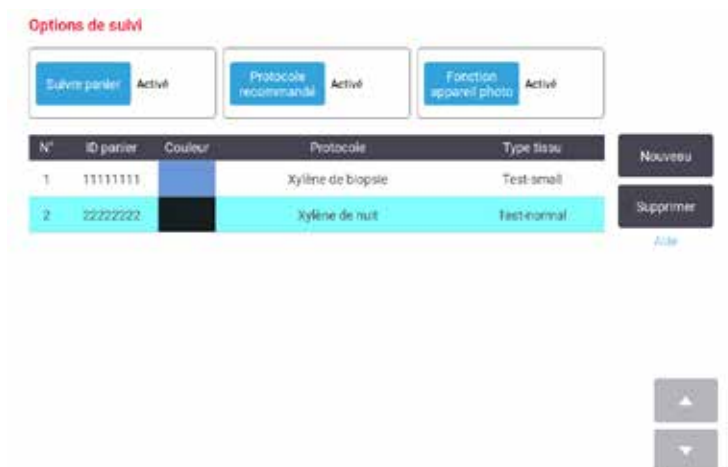 Options de suivi
Suivre panier Activé
Protocole recommandé Activé
Fonction appareil photo Activé
N° ID panier Couleur Protocole Type tissu
1 11111111 Xylène de biopsie Test-small
2 22222222 Xylène de nuit Test-normal
Nouveau
Supprimer
Aide